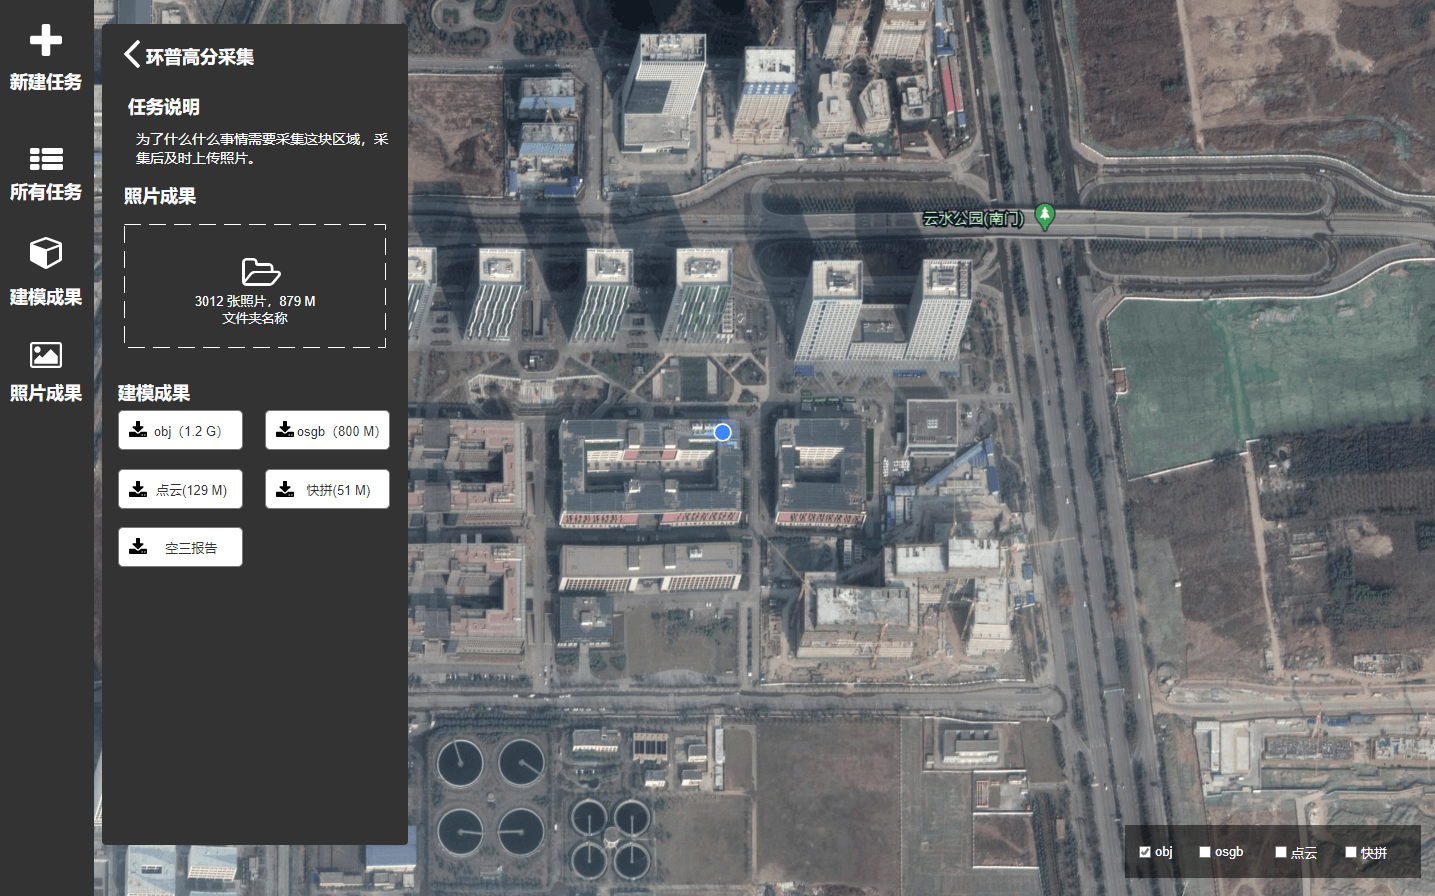 新建任务
所有任务
建模成果
照片成果
环普高分采集
任务说明
为了什么什么事情需要采集这块区域，采
集后及时上传照片。
照片成果
3012 张照片，879 M
文件夹名称
建模成果
obj（1.2 G）
osgb（800 M）
点云(129 M)
快拼(51 M)
空三报告
云水公园(南门)
obj
osgb
点云
快拼